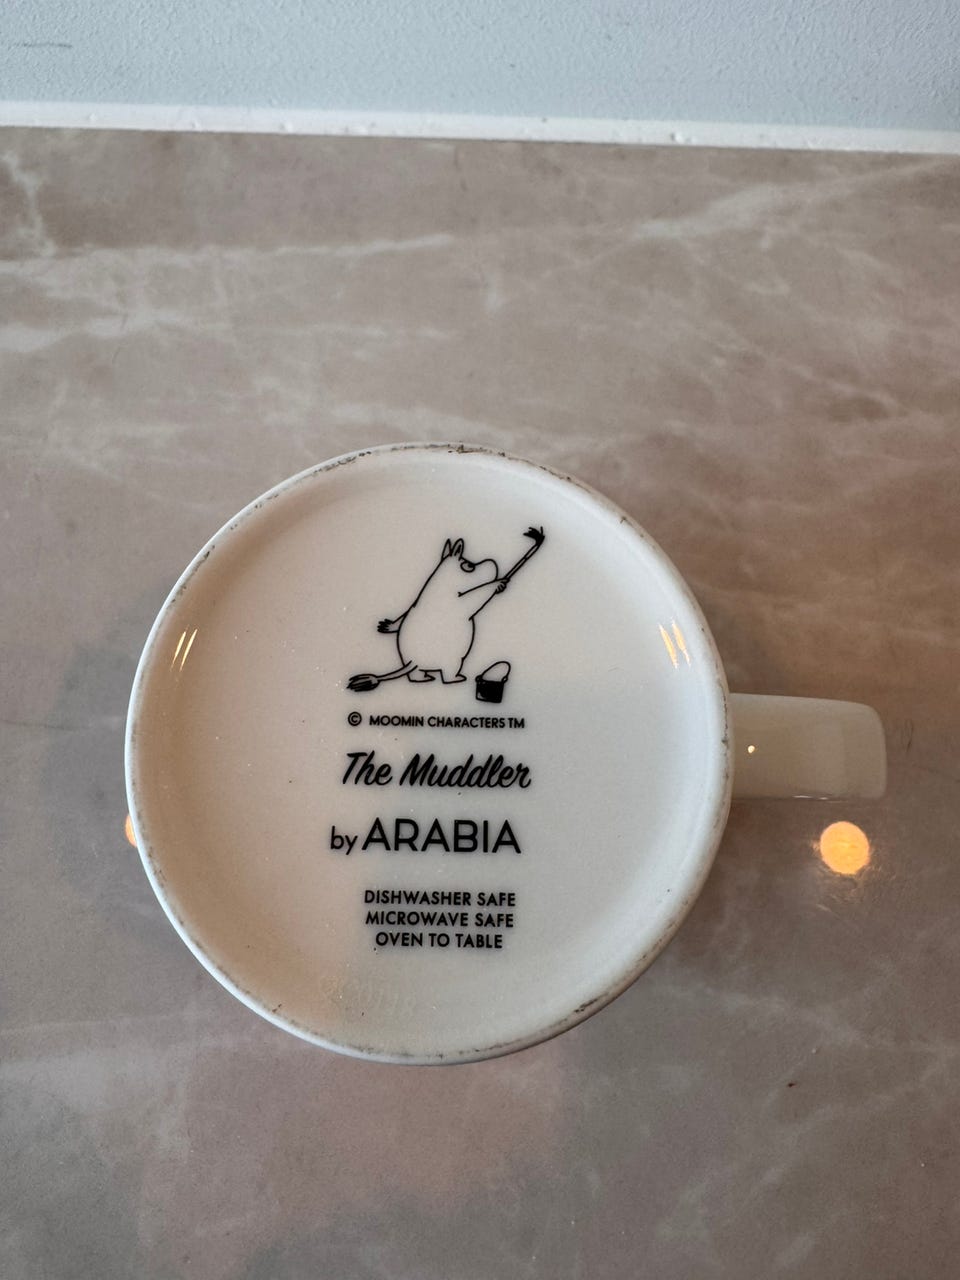 © MOOMIN CHARACTERS TM
The Muddler
by ARABIA
DISHWASHER SAFE
MICROWAVE SAFE
OVEN TO TABLE